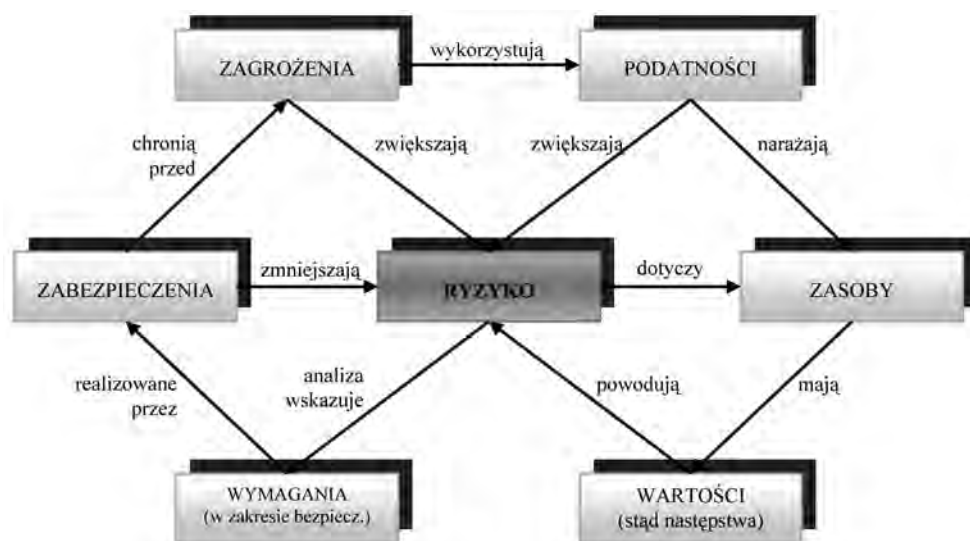 ZAGROŻENIA
wykorzystują
PODATNOŚCI
chronią
przed
zwiększają
zwiększają
narażają
ZABEZPIECZENIA
zmniejszają
RYZYKO
dotyczy
ZASOBY
realizowane
przez
analiza
wskazuje
powodują
mają
WYMAGANIA
(w zakresie bezpiecz.)
WARTOŚCI
(stąd następstwa)